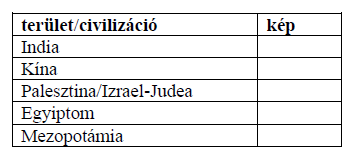 terület/civilizáció kép
India
Kína
Palesztina/Izrael-Judea
Egyiptom
Mezopotámia